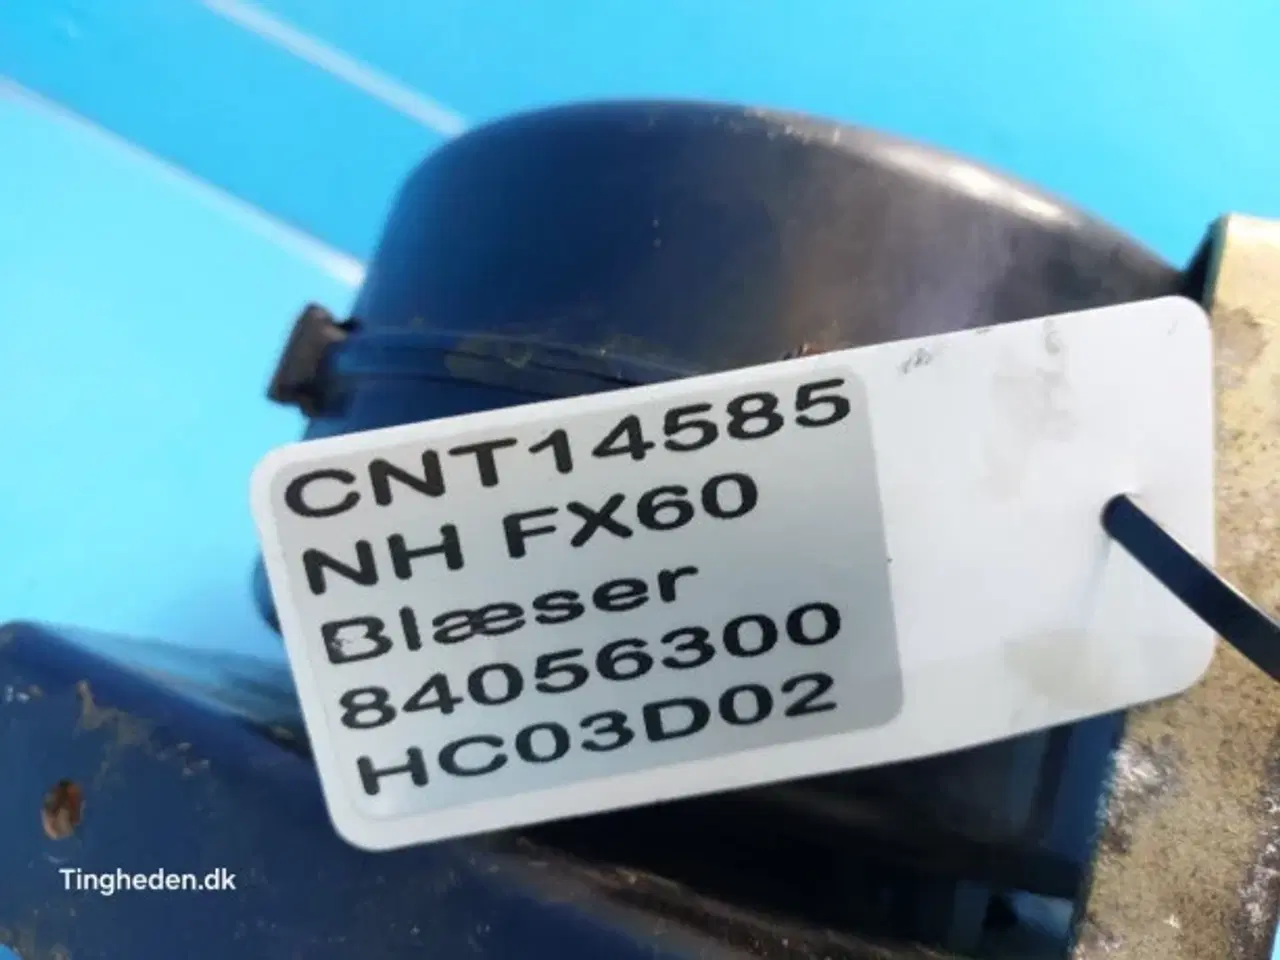 CNT14585
NH FX60
Blæser
84056300
HC03D02
Tingheden.dk